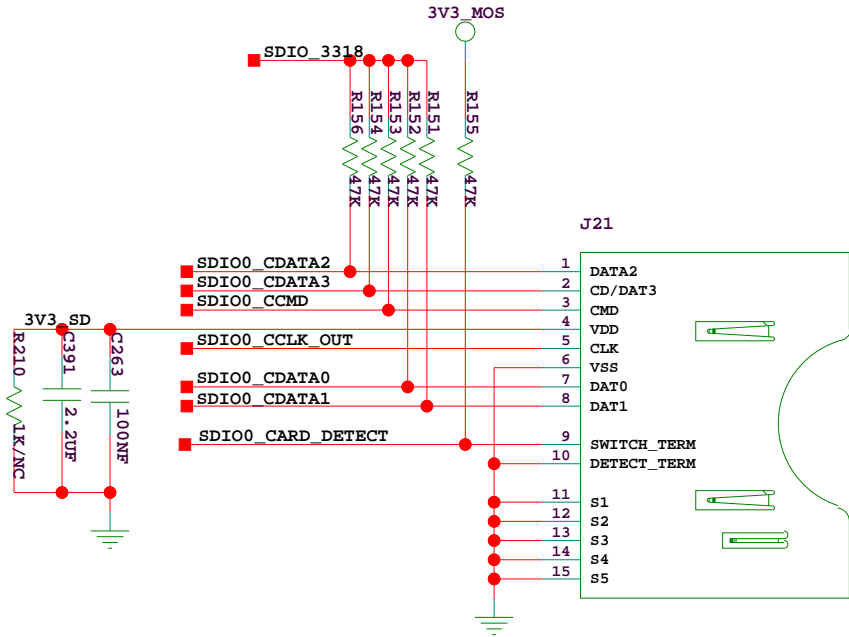 3V3_MOS
SDIO_3318
R156
R154
R153
R152
R151
R155
47K
47K
47K
47K
47K
47K
J21
SDIO0_CDATA2
1
DATA2
SDIO0_CDATA3
2
CD/DAT3
SDIO0_CCMD
3
CMD
3V3_SD
4
VDD
SDIO0_CCLK_OUT
5
CLK
6
VSS
SDIO0_CDATA0
7
DAT0
SDIO0_CDATA1
8
DAT1
SDIO0_CARD_DETECT
9
SWITCH_TERM
10
DETECT_TERM
11
S1
12
S2
13
S3
14
S4
15
S5
R210
1K/NC
C391
2.2UF
C263
100NF